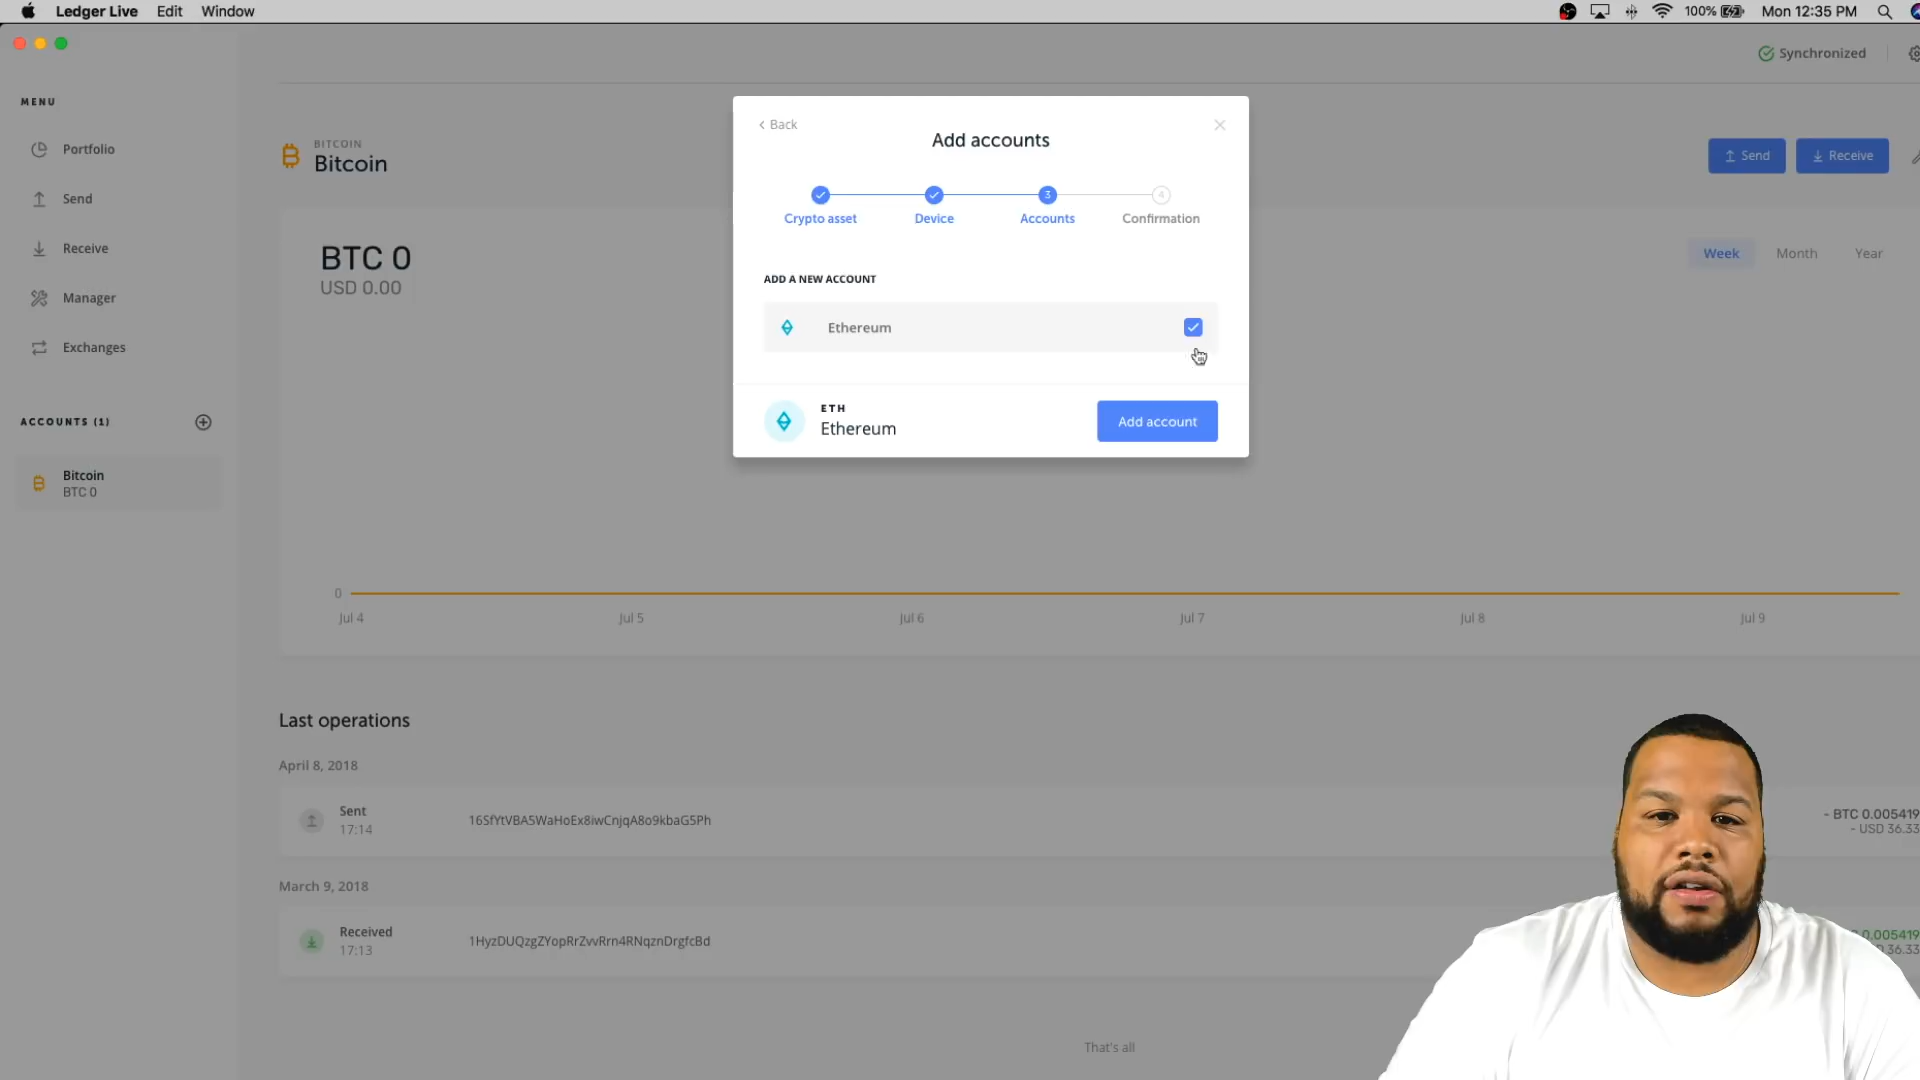 Ledger Live Edit Window
100% Mon 12:35 PM
Synchronized
MENU
Portfolio
Send
Receive
Manager
Exchanges
ACCOUNTS (1)
Bitcoin
BTC 0
BITCOIN
Bitcoin
Send Receive
BTC 0
USD 0.00
Week Month Year
Back
Add accounts
3 4
Crypto asset Device Accounts Confirmation
ADD A NEW ACCOUNT
Ethereum
ETH
Ethereum
Add account
0
Jul 4 Jul 5 Jul 6 Jul 7 Jul 8 Jul 9
Last operations
April 8, 2018
Sent
17:14
16SfYtVBA5WaHoEx8iwCnjqA8o9kbaG5Ph
- BTC 0.005419
- USD 36.33
March 9, 2018
Received
17:13
1HyzDUQzgZYopRrZvvRrn4RNqznDrgfcBd
0.005419
36.33
That's all